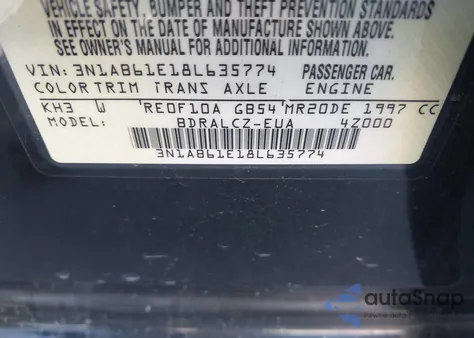 VEHICLE SAFETY, BUMPER AND THEFT PREVENTION STANDARDS
IN EFFECT ON THE DATE OF MANUFACTURE SHOWN ABOVE.
SEE OWNER'S MANUAL FOR ADDITIONAL INFORMATION.
VIN: 3N1AB61E18L635774 PASSENGER CAR.
COLOR TRIM TRANS AXLE ENGINE
KH3 W RE0F10A GB54 MR20DE 1997 CC
BDRALCZ-EUA 4Z000
3N1AB61E18L635774
autoSnap